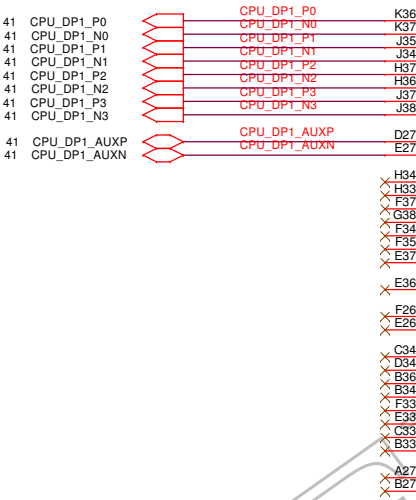 41 CPU_DP1_P0 CPU_DP1_P0 K36
41 CPU_DP1_N0 CPU_DP1_N0 K37
41 CPU_DP1_P1 CPU_DP1_P1 J35
41 CPU_DP1_N1 CPU_DP1_N1 J34
41 CPU_DP1_P2 CPU_DP1_P2 H37
41 CPU_DP1_N2 CPU_DP1_N2 H36
41 CPU_DP1_P3 CPU_DP1_P3 J37
41 CPU_DP1_N3 CPU_DP1_N3 J38
41 CPU_DP1_AUXP CPU_DP1_AUXP D27
41 CPU_DP1_AUXN CPU_DP1_AUXN E27
H34
H33
F37
G38
F34
F35
E37
E36
F26
E26
C34
D34
B36
B34
F33
E33
C33
B33
A27
B27